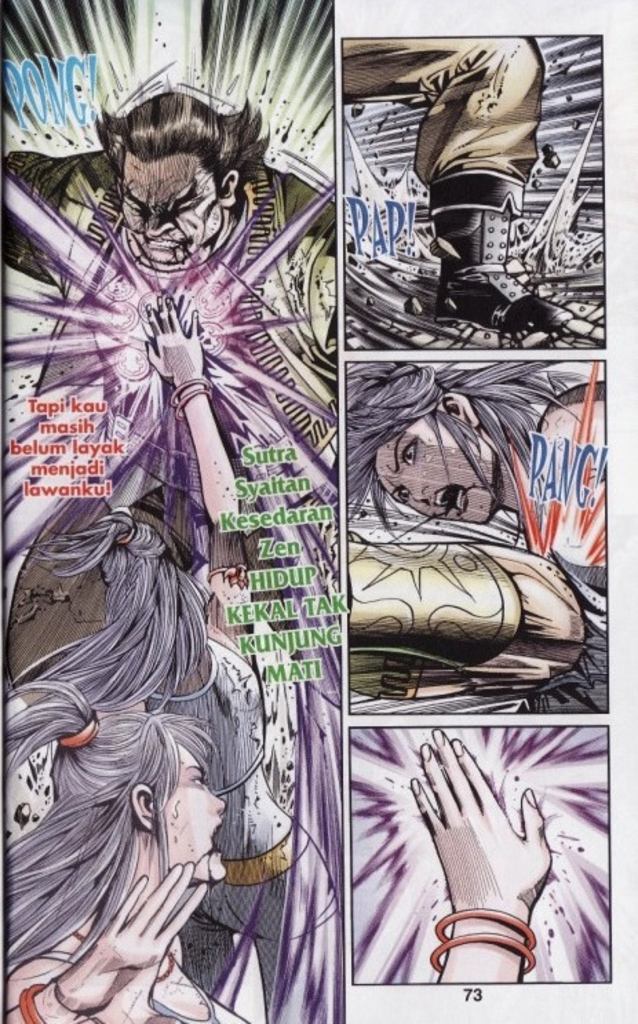 PONG!
Tapi kau
masih
belum layak
menjadi
lawanku!
Sutra
Syaitan
Kesedaran
Zen
HIDUP
KEKAL TAK
KUNJUNG
MATI
PAP!
PANG!
73